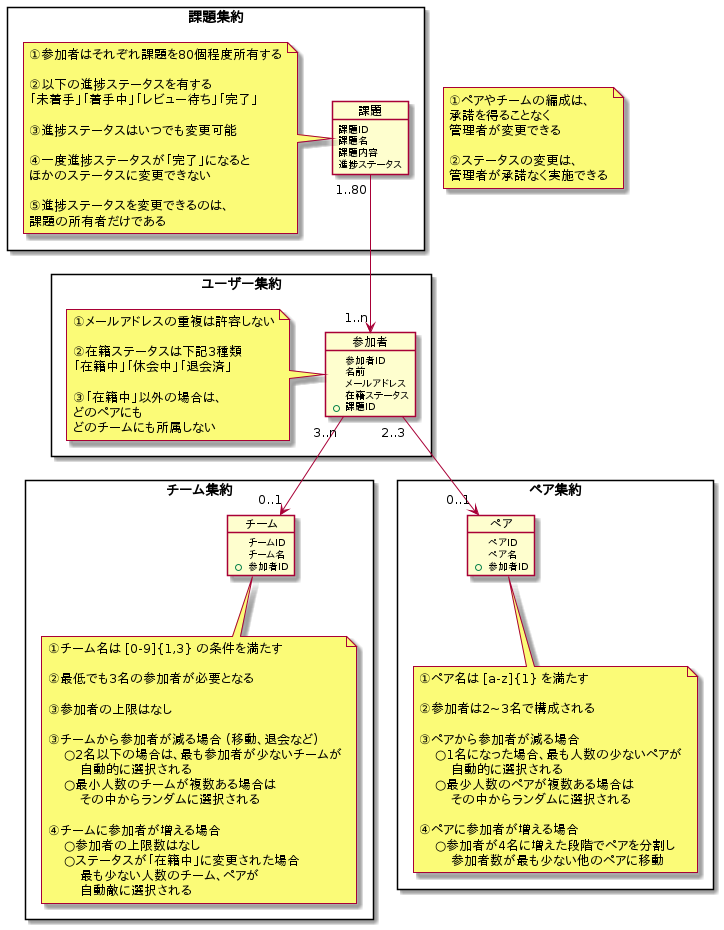 課題集約
①参加者はそれぞれ課題を80個程度所有する
②以下の進捗ステータスを有する
「未着手」「着手中」「レビュー待ち」「完了」
③進捗ステータスはいつでも変更可能
④一度進捗ステータスが「完了」になると
ほかのステータスに変更できない
⑤進捗ステータスを変更できるのは、
課題の所有者だけである
課題
課題ID
課題名
課題内容
進捗ステータス
①ペアやチームの編成は、
承諾を得ることなく
管理者が変更できる
②ステータスの変更は、
管理者が承諾なく実施できる
1..80
ユーザー集約
①メールアドレスの重複は許容しない
②在籍ステータスは下記3種類
「在籍中」「休会中」「退会済」
③「在籍中」以外の場合は、
どのペアにも
どのチームにも所属しない
1..n
参加者
参加者ID
名前
メールアドレス
在籍ステータス
課題ID
3..n
2..3
チーム集約
0..1
チーム
チームID
チーム名
参加者ID
①チーム名は [0-9]{1,3} の条件を満たす
②最低でも3名の参加者が必要となる
③参加者の上限はなし
③チームから参加者が減る場合 (移動、退会など)
○2名以下の場合は、最も参加者が少ないチームが
自動的に選択される
○最小人数のチームが複数ある場合は
その中からランダムに選択される
④チームに参加者が増える場合
○参加者の上限数はなし
○ステータスが「在籍中」に変更された場合
最も少ない人数のチーム、ペアが
自動敵に選択される
ペア集約
0..1
ペア
ペアID
ペア名
参加者ID
①ペア名は [a-z]{1} を満たす
②参加者は2~3名で構成される
③ペアから参加者が減る場合
○1名になった場合、最も人数の少ないペアが
自動的に選択される
○最少人数のペアが複数ある場合は
その中からランダムに選択される
④ペアに参加者が増える場合
○参加者が4名に増えた段階でペアを分割し
参加者数が最も少ない他のペアに移動